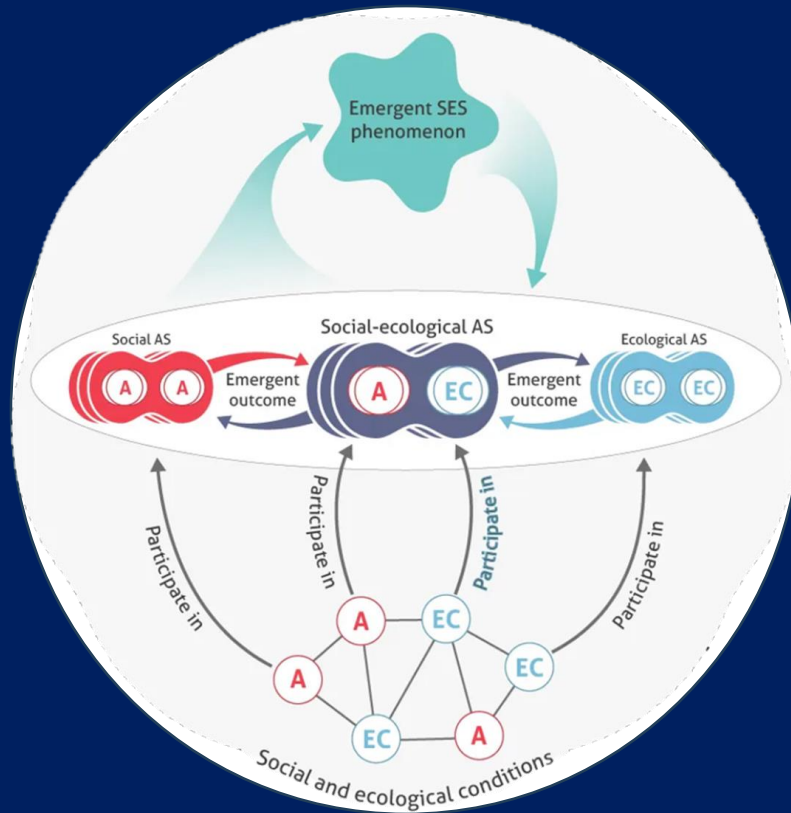 Emergent SES
phenomenon
Social AS
Social-ecological AS
Ecological AS
A
A
Emergent
outcome
A
EC
Emergent
outcome
EC
EC
Participate in
Participate in
Participate in
Participate in
A
EC
A
EC
EC
A
Social and ecological conditions